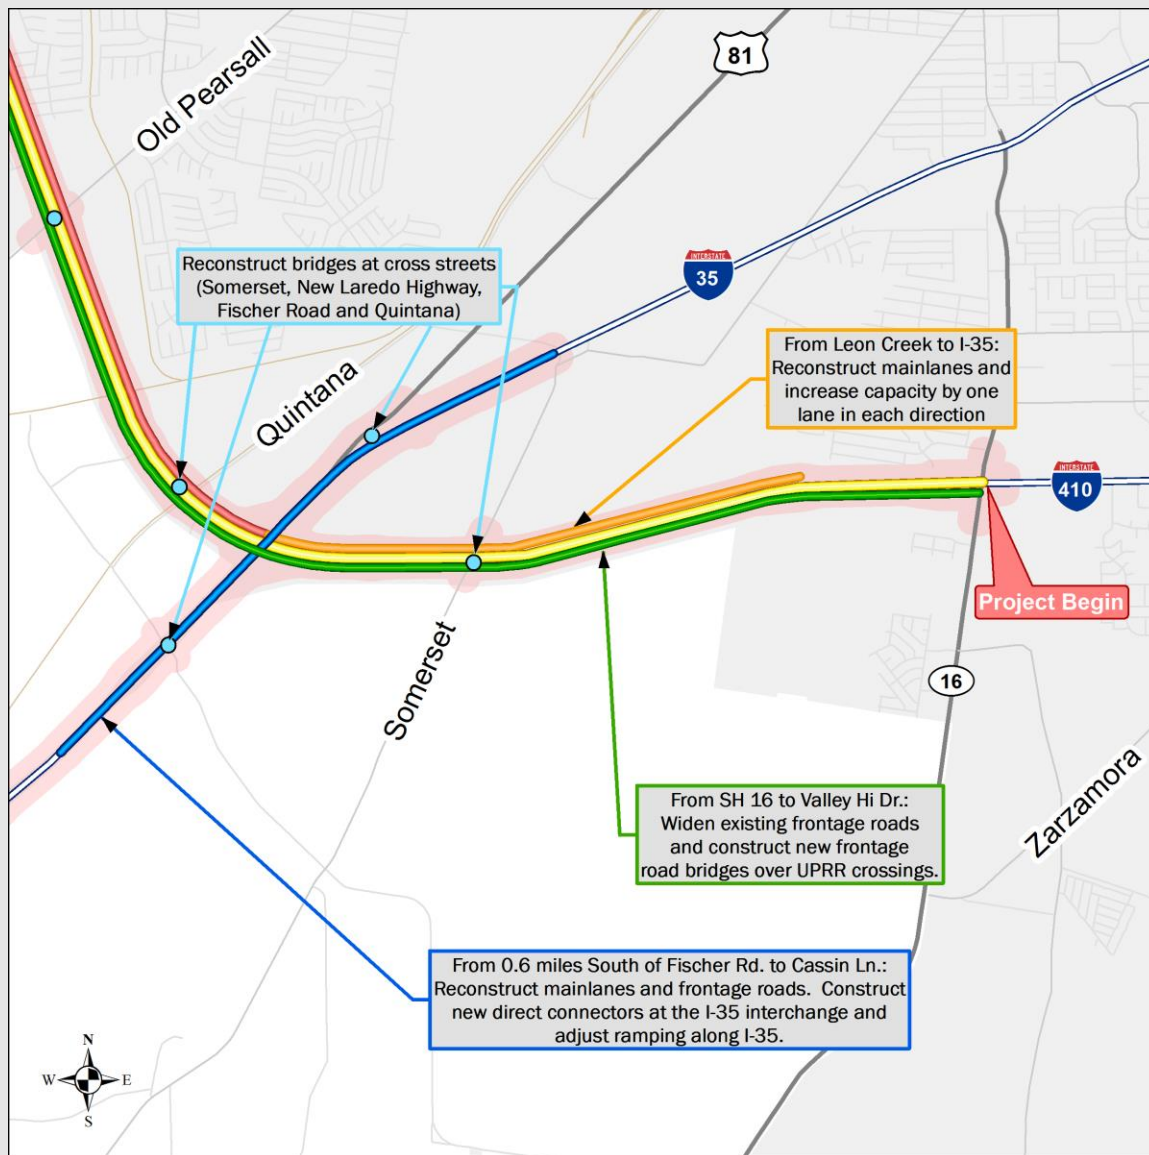 81
Old Pearsall
Reconstruct bridges at cross streets
(Somerset, New Laredo Highway,
Fischer Road and Quintana)
INTERSTATE
35
From Leon Creek to I-35:
Reconstruct mainlanes and
increase capacity by one
lane in each direction
Quintana
INTERSTATE
410
Project Begin
Somerset
16
From SH 16 to Valley Hi Dr.:
Widen existing frontage roads
and construct new frontage
road bridges over UPRR crossings.
Zarzamora
From 0.6 miles South of Fischer Rd. to Cassin Ln.:
Reconstruct mainlanes and frontage roads.  Construct
new direct connectors at the I-35 interchange and
adjust ramping along I-35.
N
W E
S